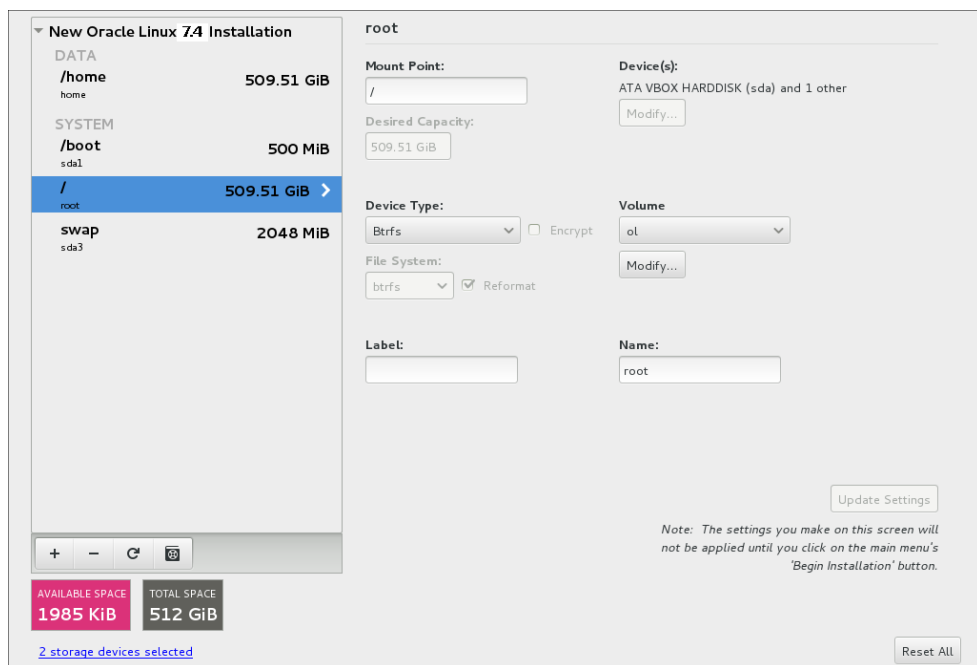 New Oracle Linux 7.4 Installation
DATA
/home
509.51 GiB
home
SYSTEM
/boot
500 MiB
sda1
/
509.51 GiB
root
swap
2048 MiB
sda3
AVAILABLE SPACE
1985 KiB
TOTAL SPACE
512 GiB
2 storage devices selected
root
Mount Point:
/
Desired Capacity:
509.51 GiB
Device(s):
ATA VBOX HARDDISK (sda) and 1 other
Modify...
Device Type:
Btrfs
Encrypt
File System:
btrfs
Reformat
Volume
ol
Modify...
Label:
Name:
root
Update Settings
Note: The settings you make on this screen will
not be applied until you click on the main menu's
'Begin Installation' button.
Reset All